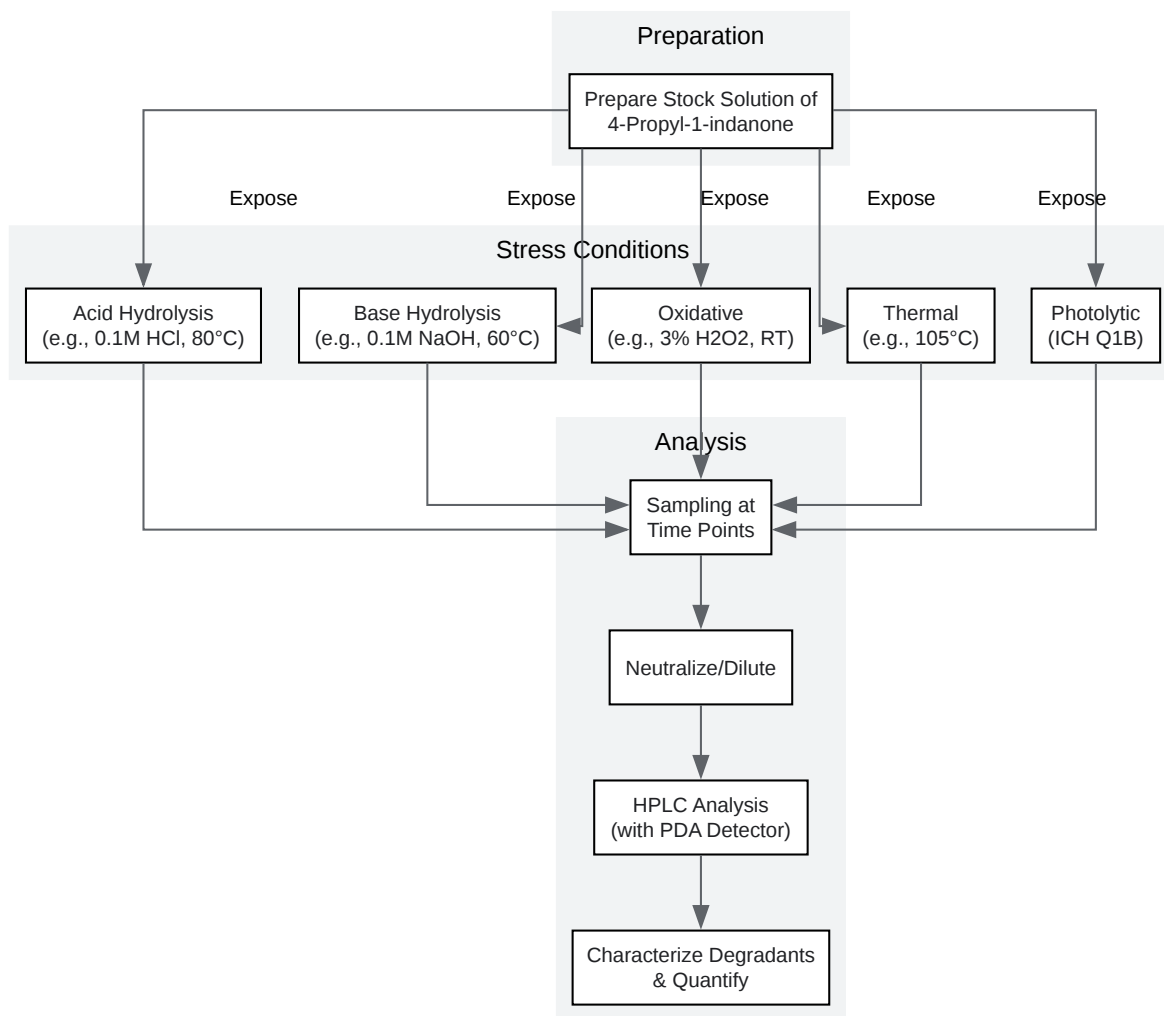 Preparation
Prepare Stock Solution of
4-Propyl-1-indanone
Expose
Expose
Expose
Expose
Expose
Stress Conditions
Acid Hydrolysis
(e.g., 0.1M HCl, 80°C)
Base Hydrolysis
(e.g., 0.1M NaOH, 60°C)
Oxidative
(e.g., 3% H2O2, RT)
Thermal
(e.g., 105°C)
Photolytic
(ICH Q1B)
Analysis
Sampling at
Time Points
Neutralize/Dilute
HPLC Analysis
(with PDA Detector)
Characterize Degradants
& Quantify